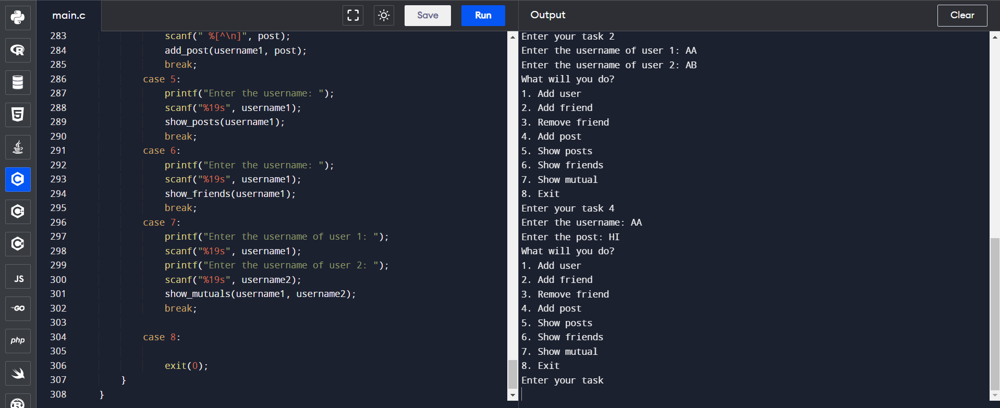 main.c
Save
Run
Output
Clear
283 scanf(" %[^\n]", post);
284 add_post(username1, post);
285 break;
286 case 5:
287 printf("Enter the username: ");
288 scanf("%19s", username1);
289 show_posts(username1);
290 break;
291 case 6:
292 printf("Enter the username: ");
293 scanf("%19s", username1);
294 show_friends(username1);
295 break;
296 case 7:
297 printf("Enter the username of user 1: ");
298 scanf("%19s", username1);
299 printf("Enter the username of user 2: ");
300 scanf("%19s", username2);
301 show_mutuals(username1, username2);
302 break;
303
304 case 8:
305
306 exit(0);
307 }
308 }
Enter your task 2
Enter the username of user 1: AA
Enter the username of user 2: AB
What will you do?
1. Add user
2. Add friend
3. Remove friend
4. Add post
5. Show posts
6. Show friends
7. Show mutual
8. Exit
Enter your task 4
Enter the username: AA
Enter the post: HI
What will you do?
1. Add user
2. Add friend
3. Remove friend
4. Add post
5. Show posts
6. Show friends
7. Show mutual
8. Exit
Enter your task
R
5
C
C
C
JS
GO
php
R